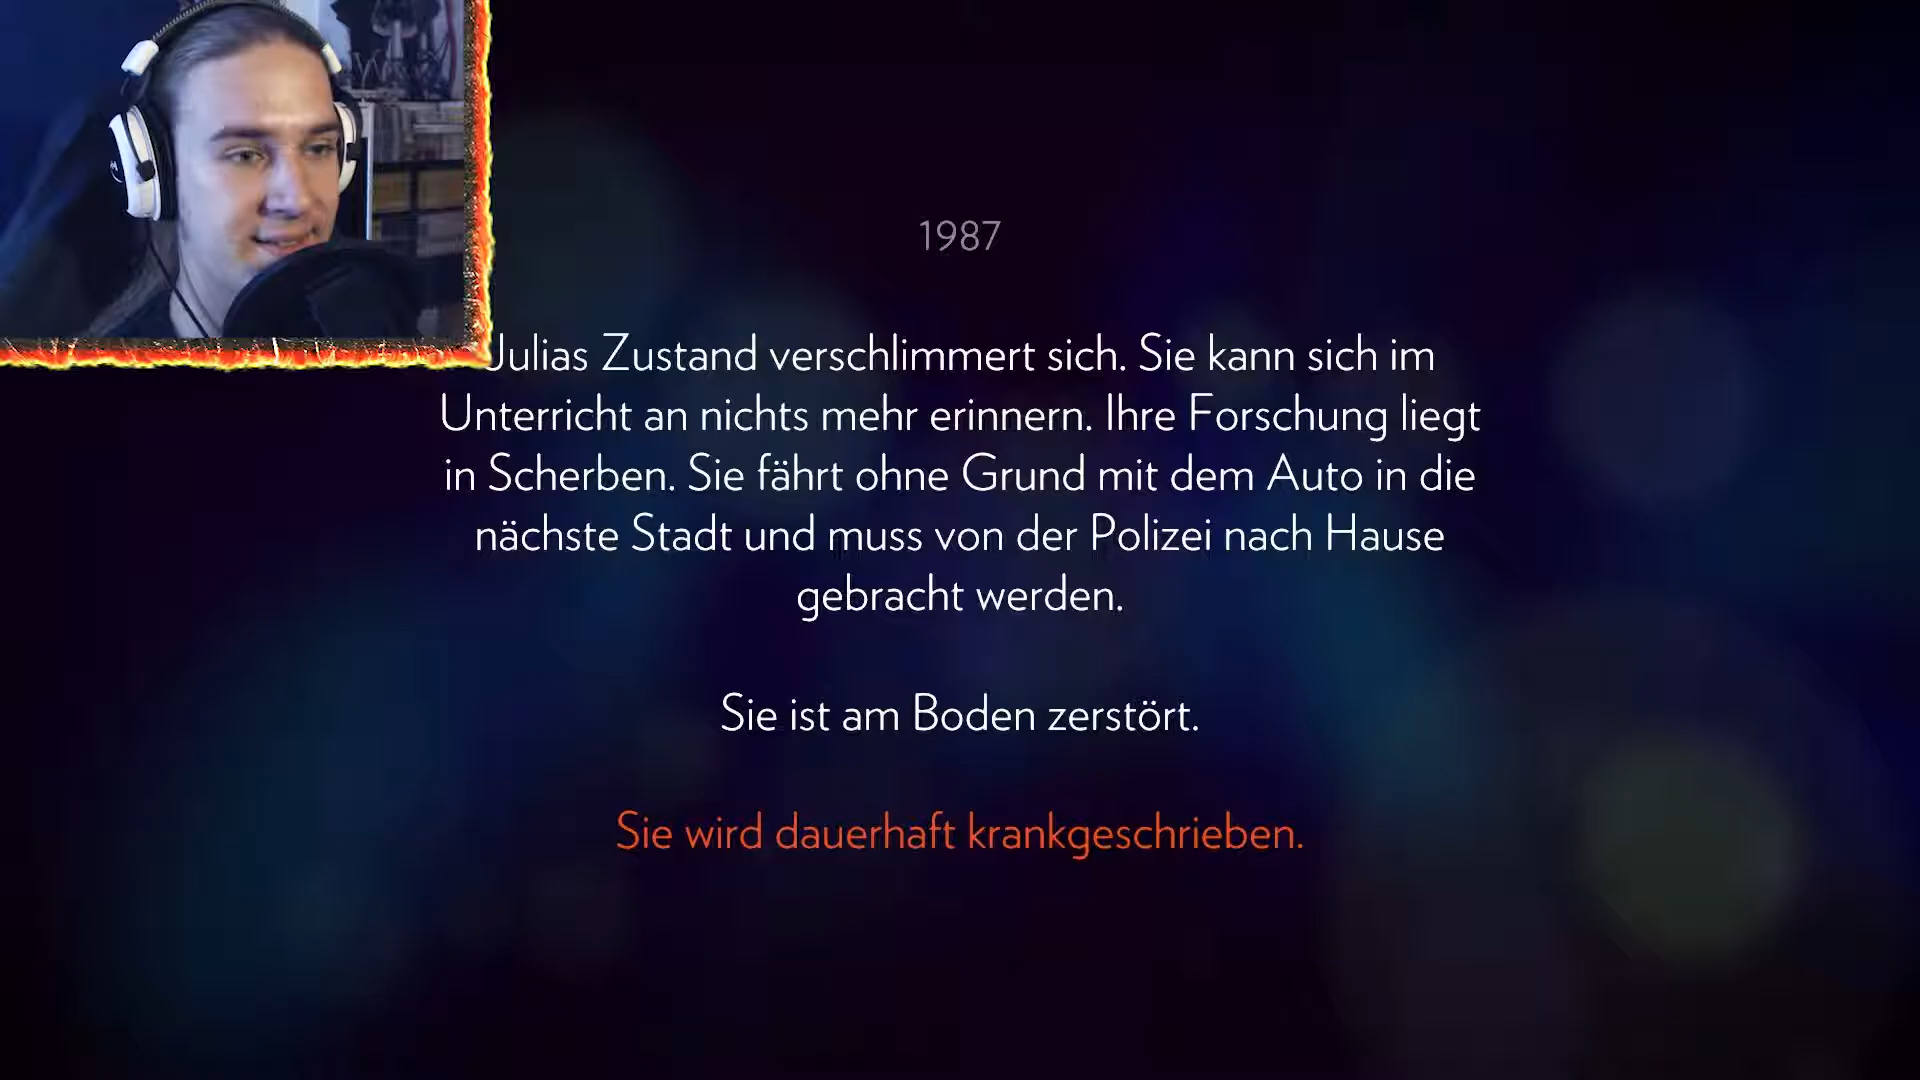 1987
Julias Zustand verschlimmert sich. Sie kann sich im
Unterricht an nichts mehr erinnern. Ihre Forschung liegt
in Scherben. Sie fährt ohne Grund mit dem Auto in die
nächste Stadt und muss von der Polizei nach Hause
gebracht werden.
Sie ist am Boden zerstört.
Sie wird dauerhaft krankgeschrieben.